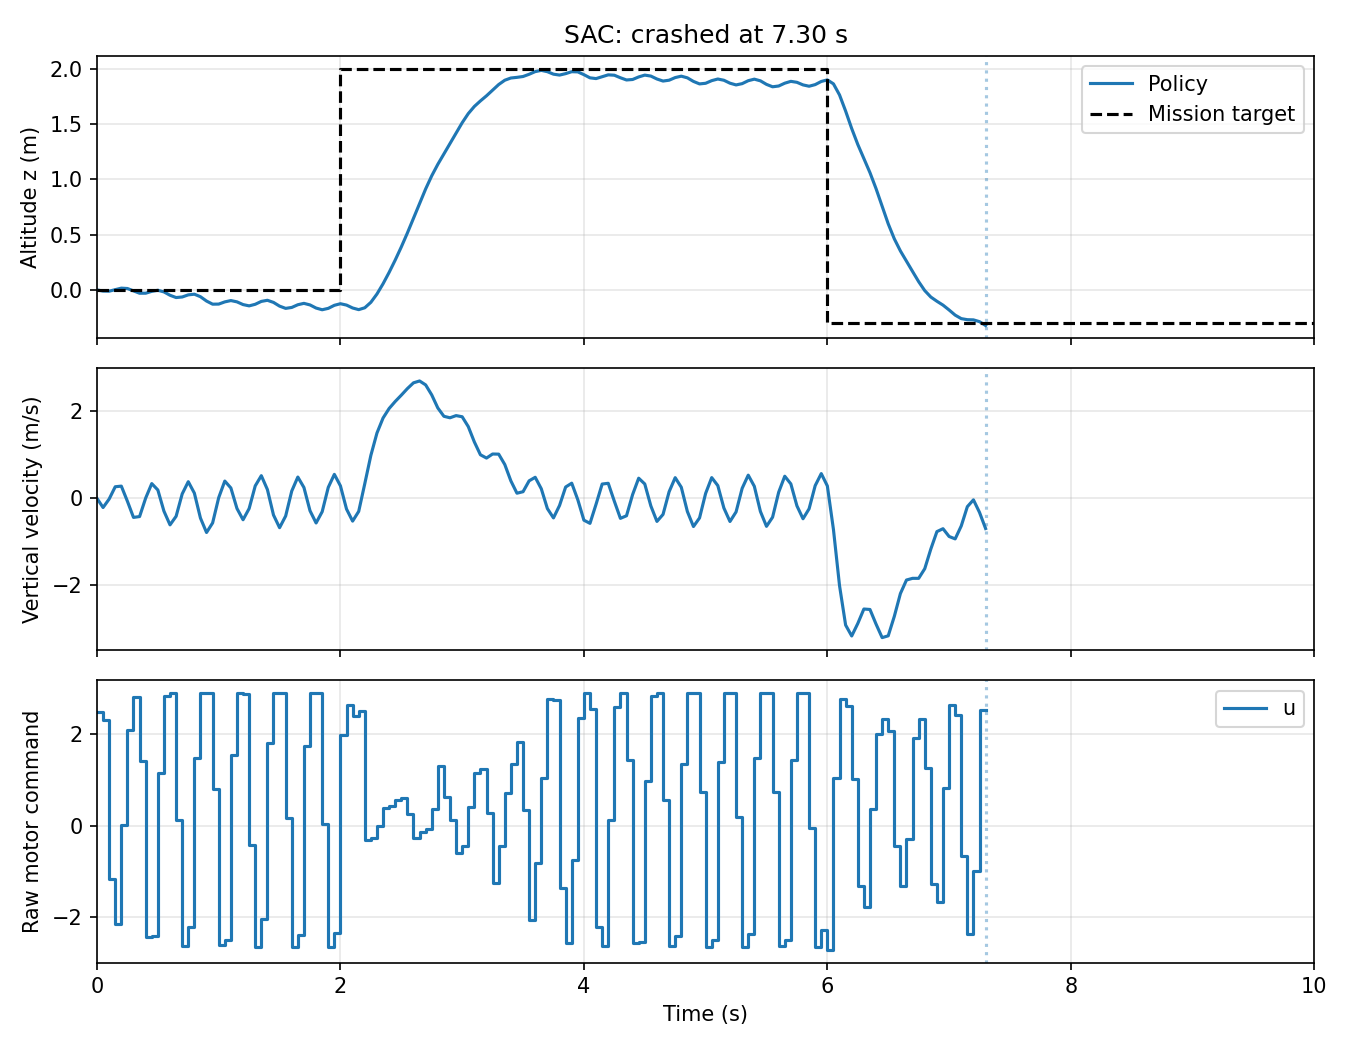 SAC: crashed at 7.30 s
Altitude z (m)
2.0
1.5
1.0
0.5
0.0
Policy
Mission target
Vertical velocity (m/s)
2
0
−2
Raw motor command
2
0
−2
u
0 2 4 6 8 10
Time (s)